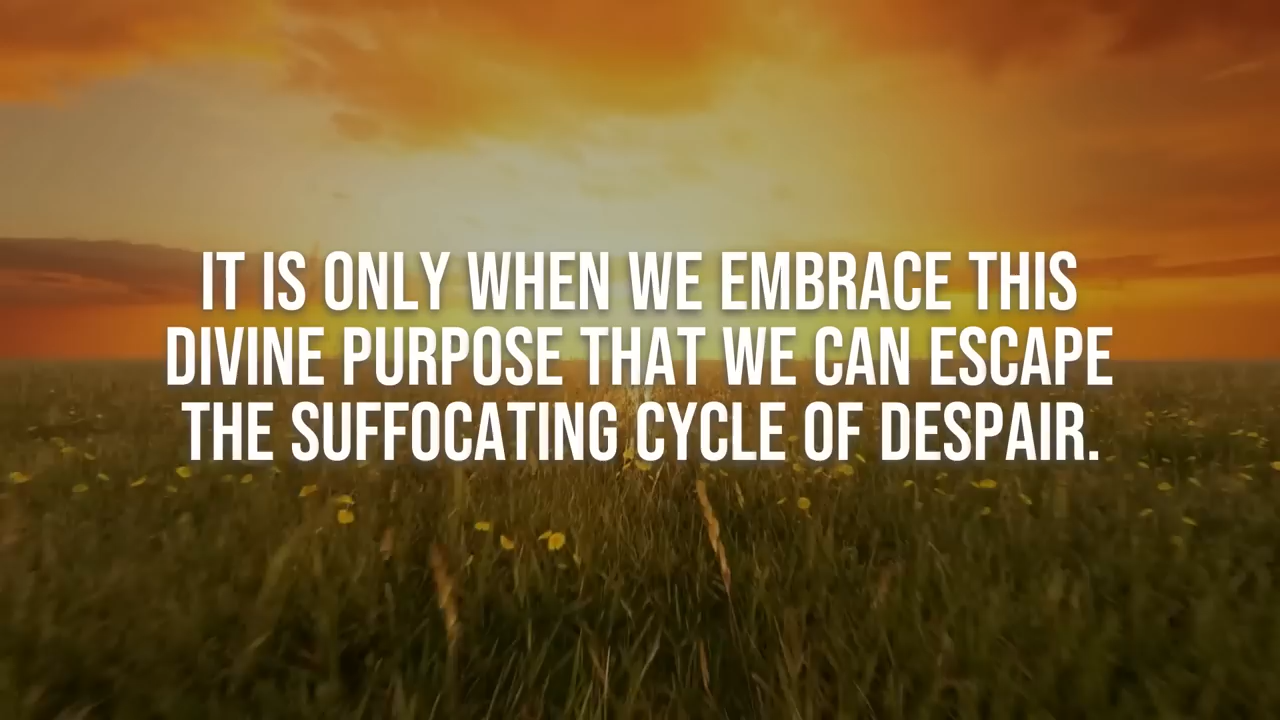 IT IS ONLY WHEN WE EMBRACE THIS
DIVINE PURPOSE THAT WE CAN ESCAPE
THE SUFFOCATING CYCLE OF DESPAIR.